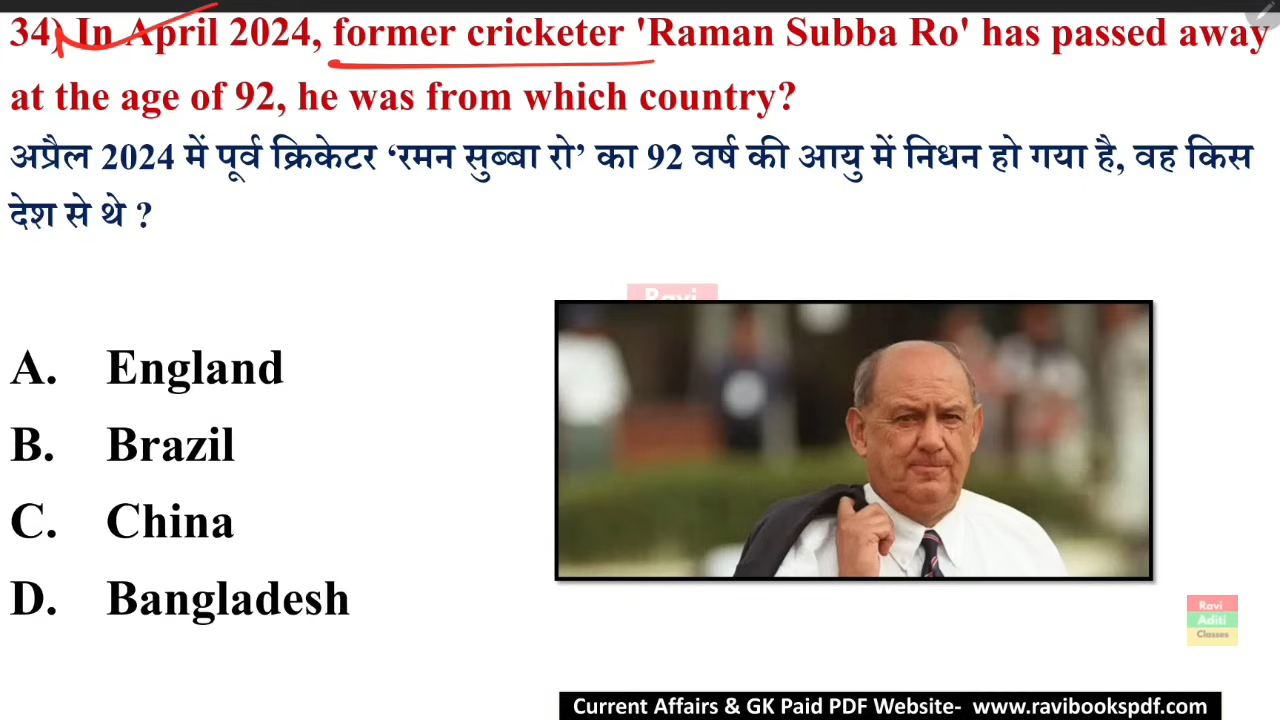 34) In April 2024, former cricketer 'Raman Subba Ro' has passed away
at the age of 92, he was from which country?
अप्रैल 2024 में पूर्व क्रिकेटर ‘रमन सुब्बा रो’ का 92 वर्ष की आयु में निधन हो गया है, वह किस
देश से थे ?
Ravi
A. England
B. Brazil
C. China
D. Bangladesh
Ravi
Aditi
Classes
Current Affairs & GK Paid PDF Website- www.ravibookspdf.com